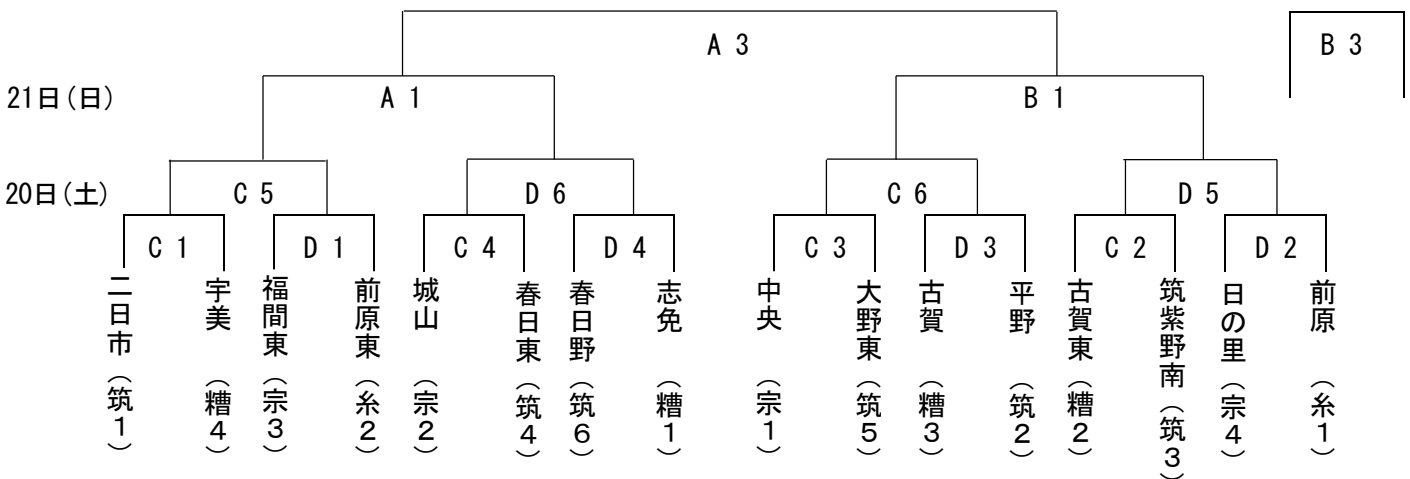 A 3
B 3
21日(日)
A 1
B 1
20日(土)
C 5
D 6
C 6
D 5
C 1
D 1
C 4
D 4
C 3
D 3
C 2
D 2
二日市(筑1)
宇美(糟4)
福間東(宗3)
前原東(糸2)
城山(宗2)
春日東(筑4)
春日野(筑6)
志免(糟1)
中央(宗1)
大野東(筑5)
古賀(糟3)
平野(筑2)
古賀東(糟2)
筑紫野南(筑3)
日の里(宗4)
前原(糸1)